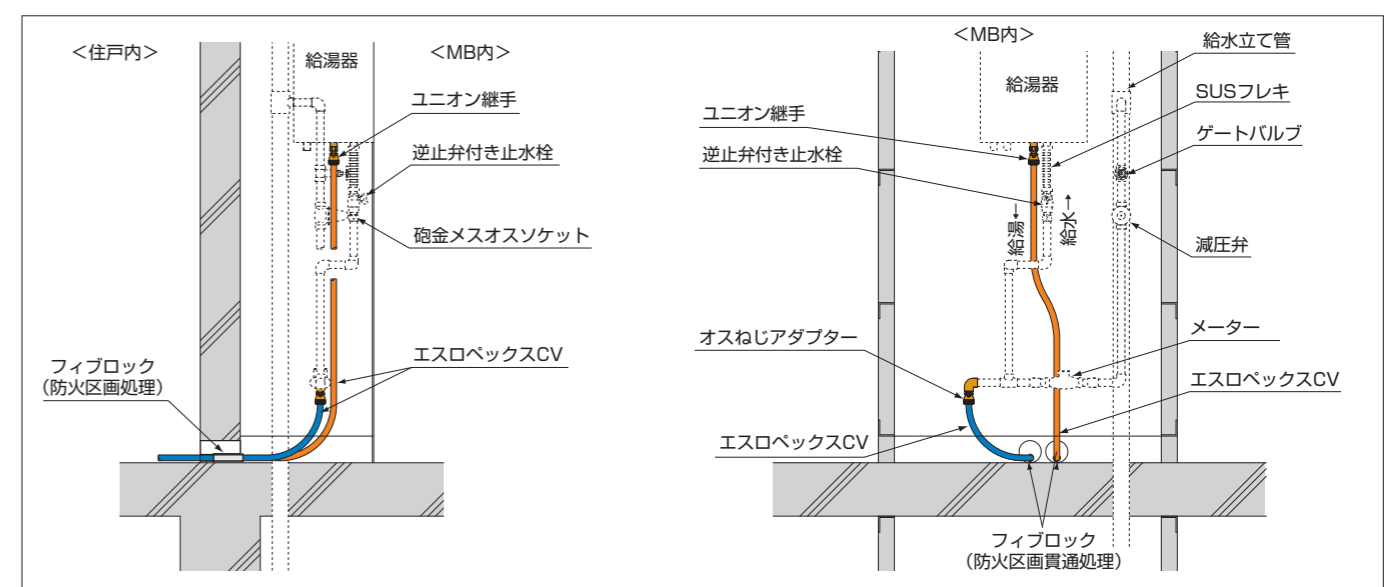 <住戸内>
給湯器
<MB内>
ユニオン継手
逆止弁付き止水栓
砲金メスオスソケット
エスロペックスCV
フィブロック
(防火区画処理)
<MB内>
給水立て管
給湯器
SUSフレキ
ユニオン継手
ゲートバルブ
逆止弁付き止水栓
給湯→
給水→
減圧弁
オスねじアダプター
メーター
エスロペックスCV
エスロペックスCV
フィブロック
(防火区画貫通処理)